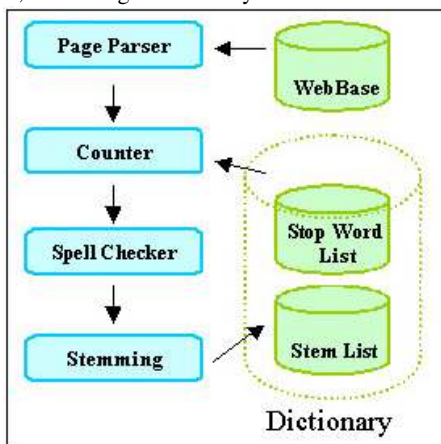 Page Parser
WebBase
Counter
Stop Word
List
Spell Checker
Stemming
Stem List
Dictionary